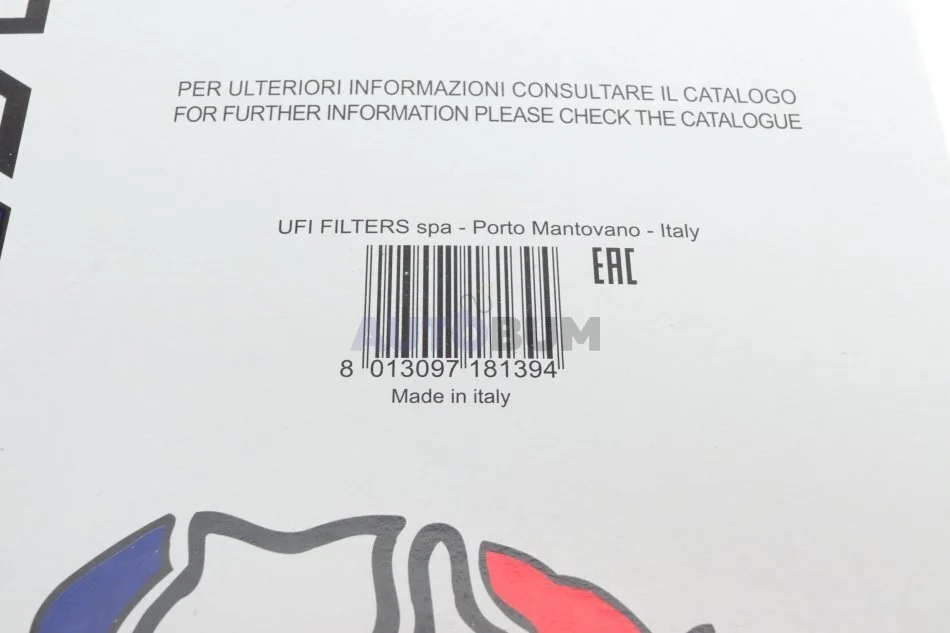 PER ULTERIORI INFORMAZIONI CONSULTARE IL CATALOGO
FOR FURTHER INFORMATION PLEASE CHECK THE CATALOGUE
UFI FILTERS spa - Porto Mantovano - Italy
EAC
AUTOBUM
8 013097 181394
Made in italy